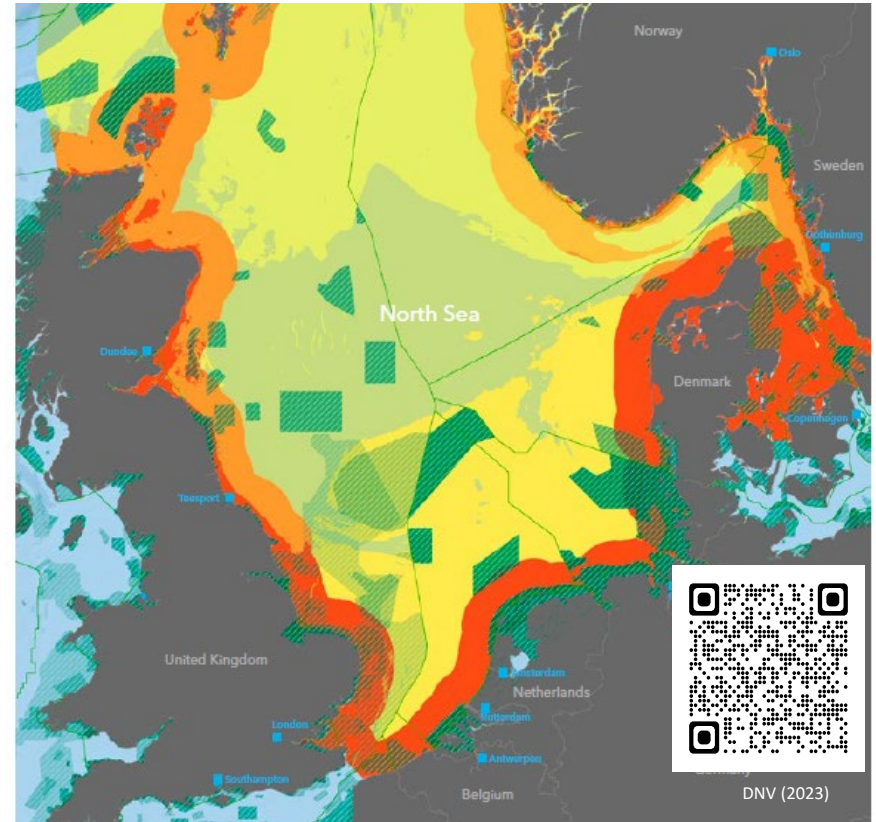 Norway
Oslo
Sweden
Gothenburg
North Sea
Dundee
Denmark
Copenhagen
Teesport
United Kingdom
Amsterdam
Netherlands
Rotterdam
London
Antwerpen
Southampton
Germany
Belgium
DNV (2023)